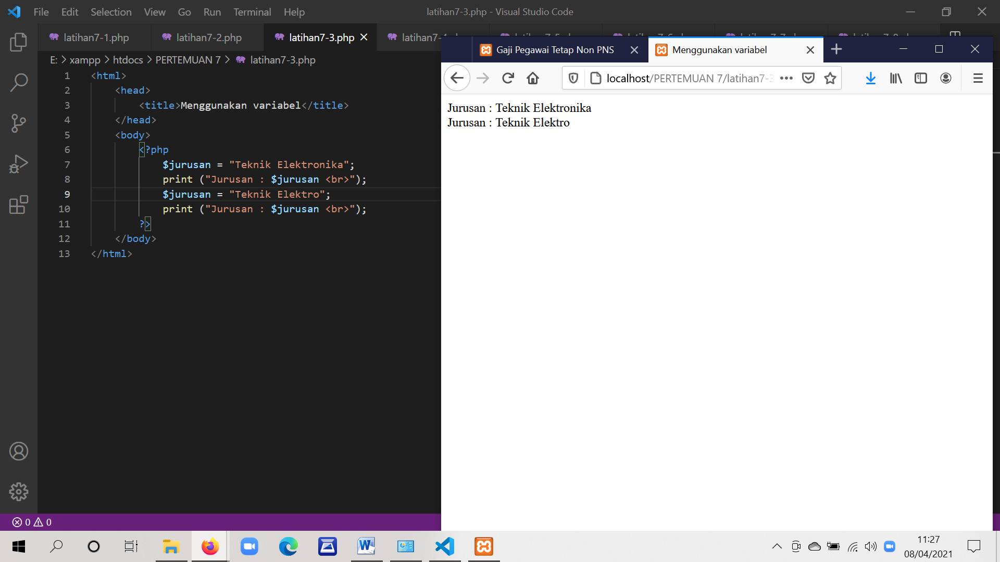 File Edit Selection View Go Run Terminal Help
latihan7-3.php - Visual Studio Code
latihan7-1.php
latihan7-2.php
latihan7-3.php
E: > xampp > htdocs > PERTEMUAN 7 > latihan7-3.php
1 <html>
2 <head>
3 <title>Menggunakan variabel</title>
4 </head>
5 <body>
6 <?php
7 $jurusan = "Teknik Elektronika";
8 print ("Jurusan : $jurusan <br>");
9 $jurusan = "Teknik Elektro";
10 print ("Jurusan : $jurusan <br>");
11 ?>
12 </body>
13 </html>
0 0
Gaji Pegawai Tetap Non PNS
Menggunakan variabel
localhost/PERTEMUAN 7/latihan7-3
Jurusan : Teknik Elektronika
Jurusan : Teknik Elektro
11:27
08/04/2021